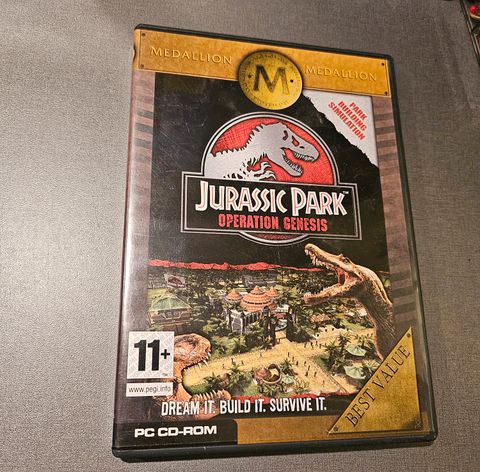 MEDALLION
M
MEDALLION
PARK
BUILDING
SIMULATION
JURASSIC PARK™
OPERATION GENESIS
11+
www.pegi.info
BEST VALUE
DREAM IT. BUILD IT. SURVIVE IT.
PC CD-ROM